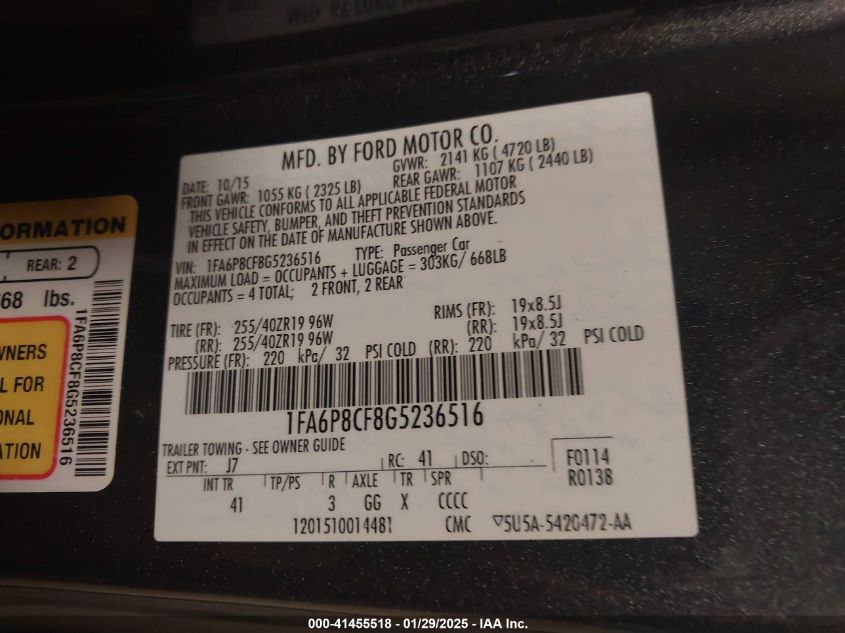 MFD. BY FORD MOTOR CO.
DATE: 10/15 GVWR: 2141 KG ( 4720 LB)
FRONT GAWR: 1055 KG ( 2325 LB) REAR GAWR: 1107 KG ( 2440 LB)
THIS VEHICLE CONFORMS TO ALL APPLICABLE FEDERAL MOTOR
VEHICLE SAFETY, BUMPER, AND THEFT PREVENTION STANDARDS
IN EFFECT ON THE DATE OF MANUFACTURE SHOWN ABOVE.
VIN: 1FA6P8CF8G5236516 TYPE: Passenger Car
MAXIMUM LOAD = OCCUPANTS + LUGGAGE = 303KG/ 668LB
OCCUPANTS = 4 TOTAL; 2 FRONT, 2 REAR
TIRE (FR): 255/40ZR19 96W RIMS (FR): 19x8.5J
(RR): 255/40ZR19 96W (RR): 19x8.5J
PRESSURE (FR): 220 kPa/ 32 PSI COLD (RR): 220 kPa/ 32 PSI COLD
1FA6P8CF8G5236516
TRAILER TOWING - SEE OWNER GUIDE
EXT PNT: J7 RC: 41 DSO: F0114
R0138
INT TR TP/PS R AXLE TR SPR
41 3 GG X CCCC
1201510014481 CMC 5U5A-5420472-AA
ORMATION
REAR: 2
68 lbs.
1FA6P8CF8G5236516
WNERS
L FOR
ONAL
ATION
000-41455518 - 01/29/2025 - IAA Inc.